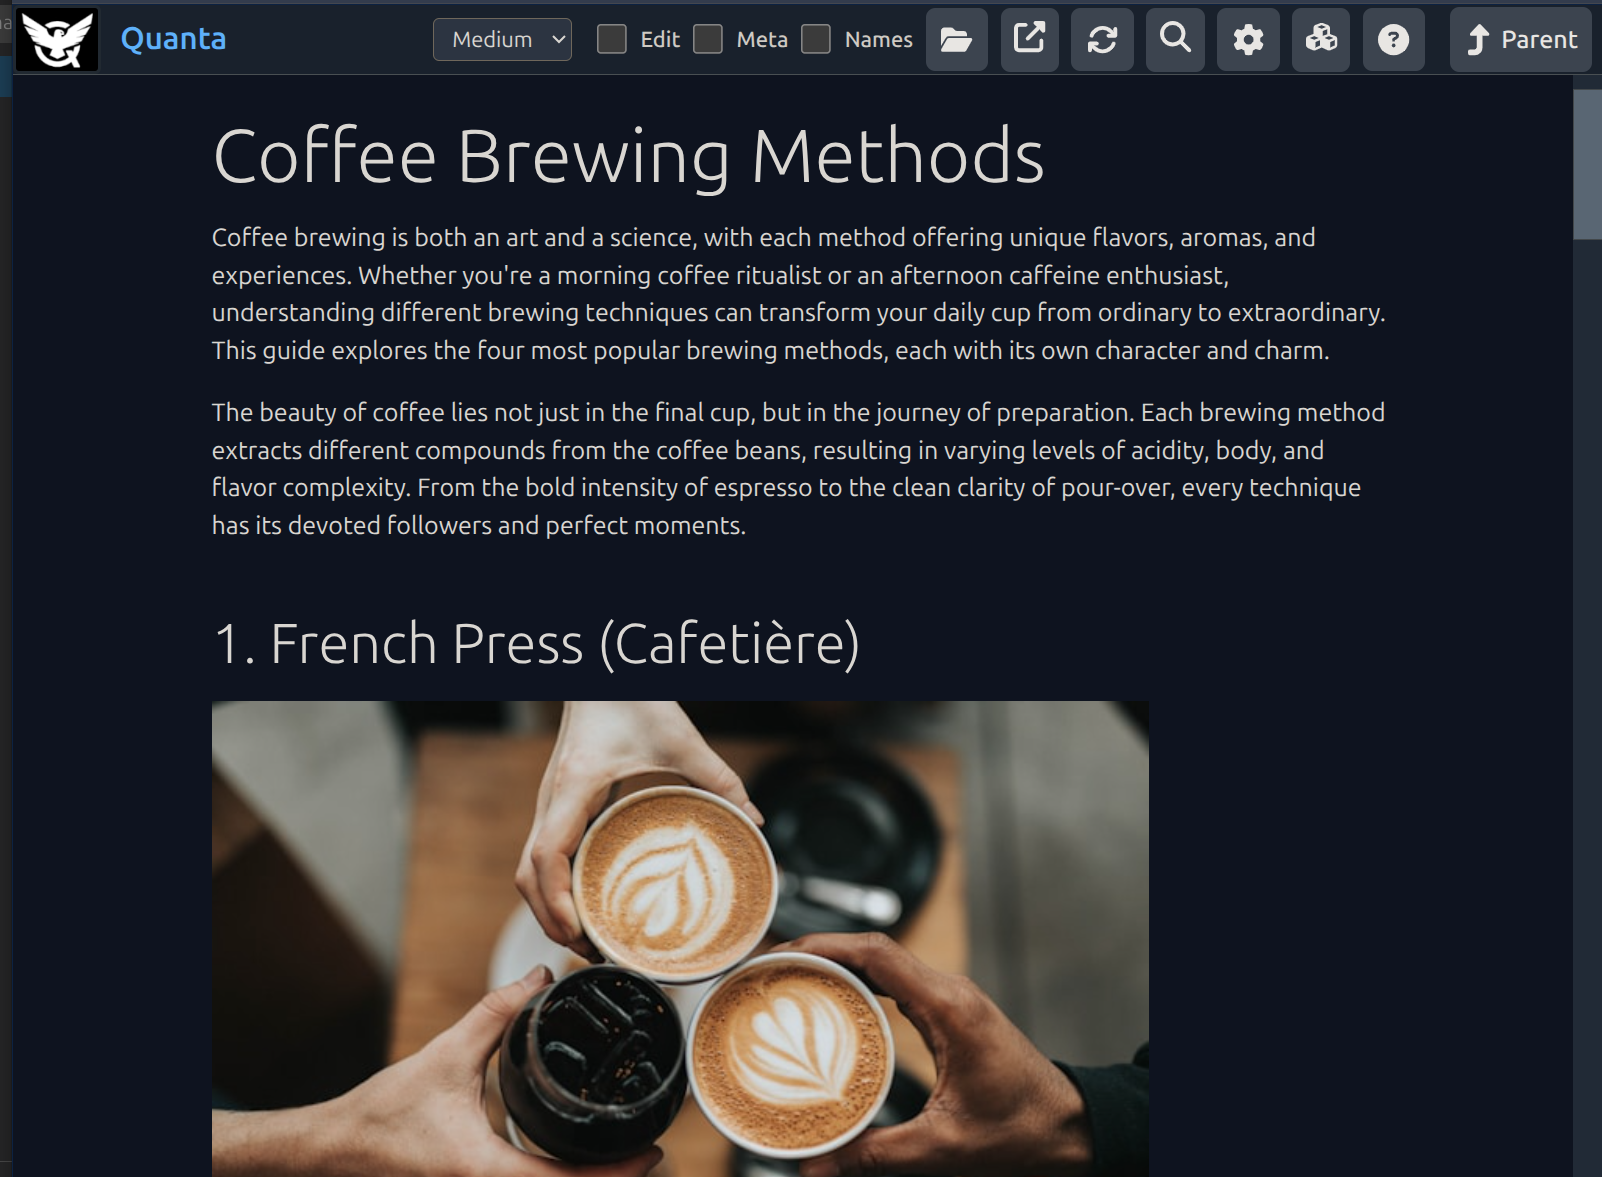 Quanta
Medium
Edit
Meta
Names
Parent
Coffee Brewing Methods
Coffee brewing is both an art and a science, with each method offering unique flavors, aromas, and
experiences. Whether you're a morning coffee ritualist or an afternoon caffeine enthusiast,
understanding different brewing techniques can transform your daily cup from ordinary to extraordinary.
This guide explores the four most popular brewing methods, each with its own character and charm.
The beauty of coffee lies not just in the final cup, but in the journey of preparation. Each brewing method
extracts different compounds from the coffee beans, resulting in varying levels of acidity, body, and
flavor complexity. From the bold intensity of espresso to the clean clarity of pour-over, every technique
has its devoted followers and perfect moments.
1. French Press (Cafetière)